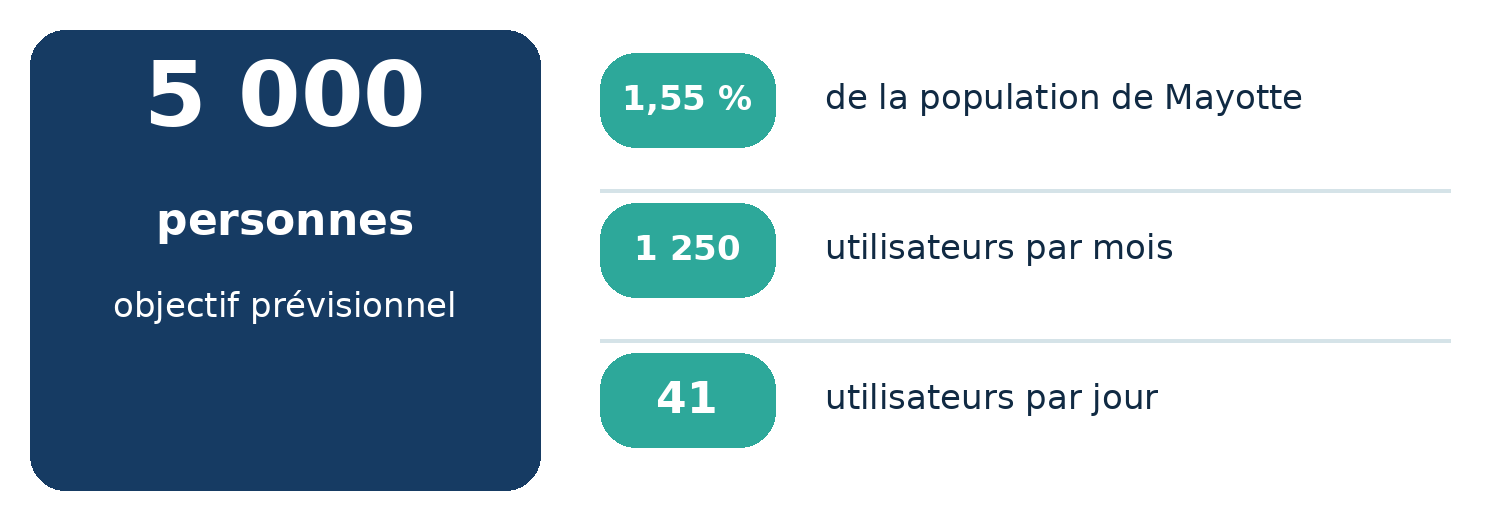 5 000
personnes
objectif prévisionnel
1,55 % de la population de Mayotte
1 250 utilisateurs par mois
41 utilisateurs par jour